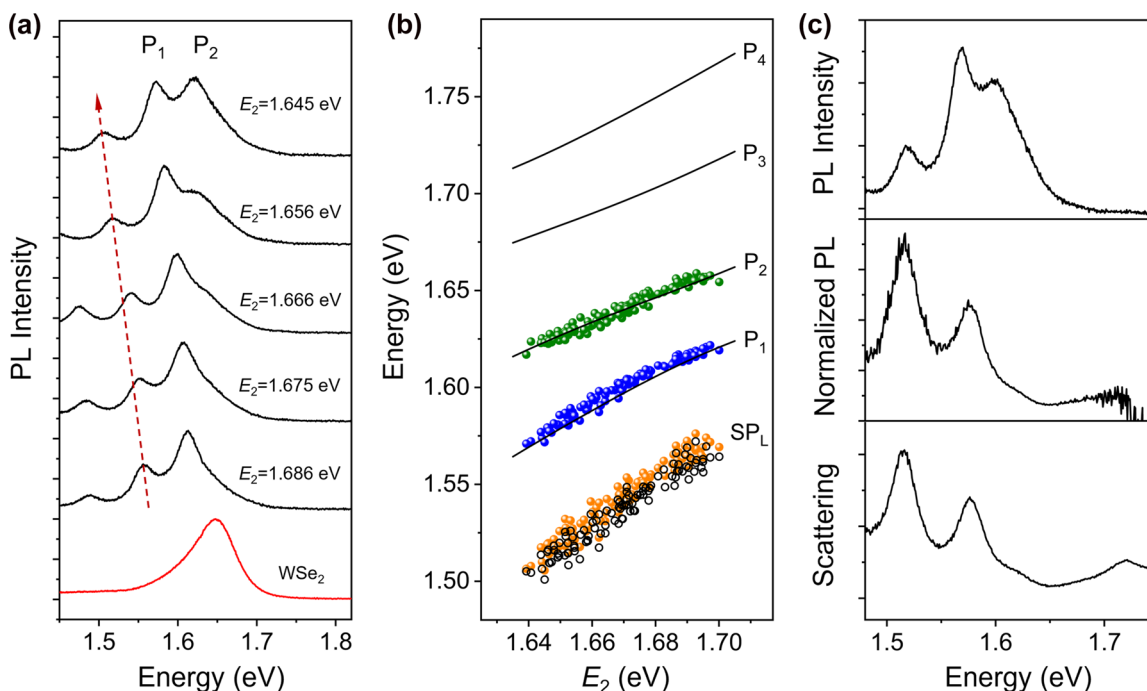 (a)
P₁ P₂
E₂=1.645 eV
E₂=1.656 eV
E₂=1.666 eV
E₂=1.675 eV
E₂=1.686 eV
WSe₂
PL Intensity
1.5 1.6 1.7 1.8
Energy (eV)
(b)
P₄
P₃
P₂
P₁
SP_L
Energy (eV)
1.75
1.70
1.65
1.60
1.55
1.50
1.64 1.66 1.68 1.70
E₂ (eV)
(c)
PL Intensity
Normalized PL
Scattering
1.5 1.6 1.7
Energy (eV)